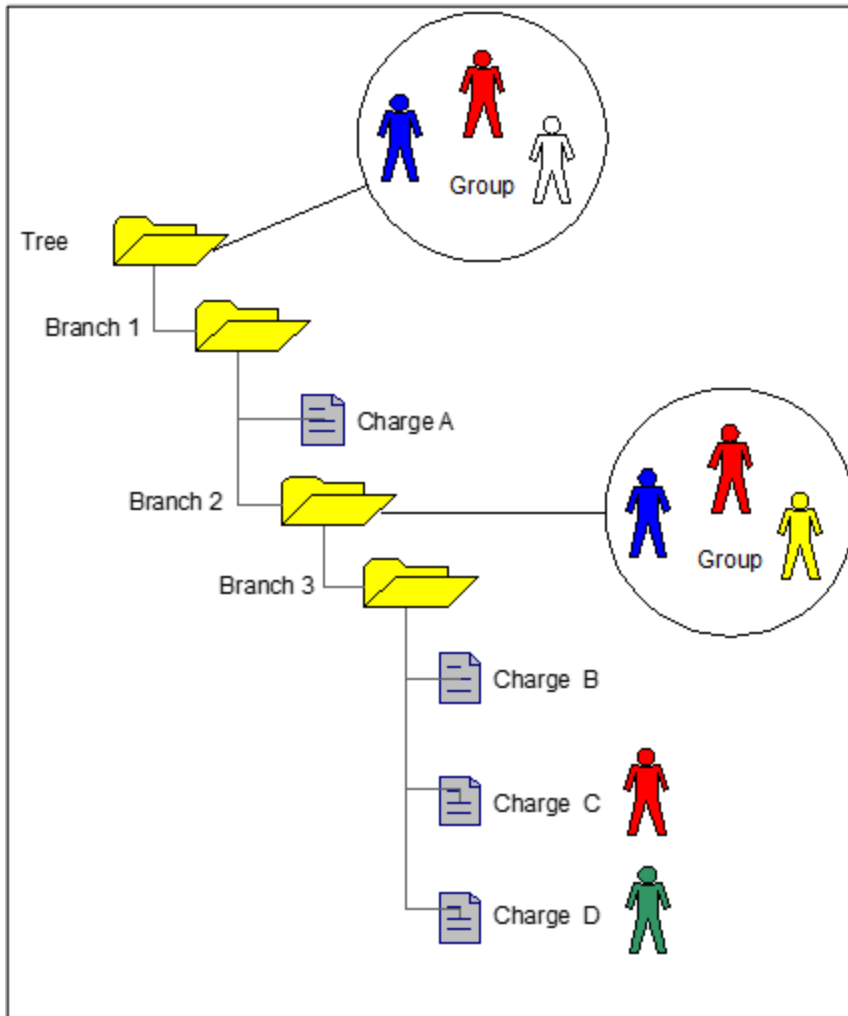 Group
Tree
Branch 1
Charge A
Branch 2
Group
Branch 3
Charge B
Charge C
Charge D